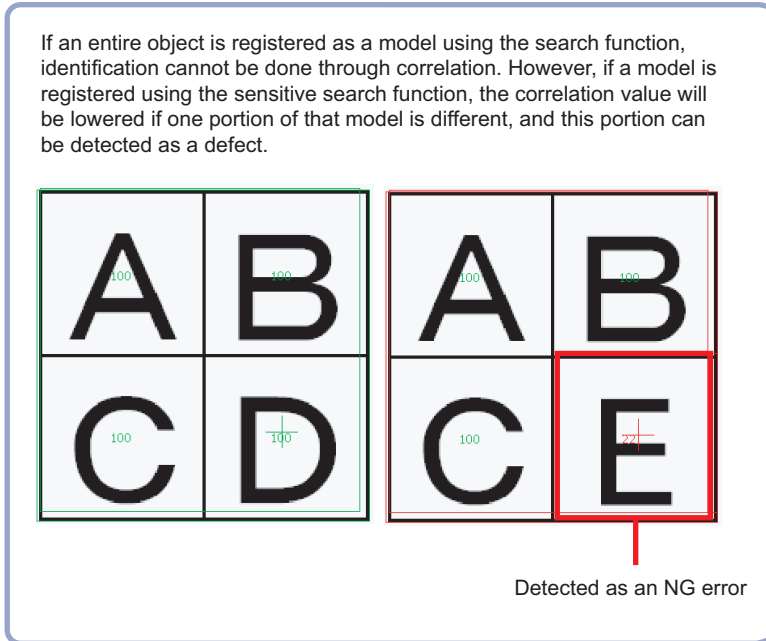 If an entire object is registered as a model using the search function,
identification cannot be done through correlation. However, if a model is
registered using the sensitive search function, the correlation value will
be lowered if one portion of that model is different, and this portion can
be detected as a defect.
A B A B
100 100 100 100
C D C E
100 100 100 22
Detected as an NG error